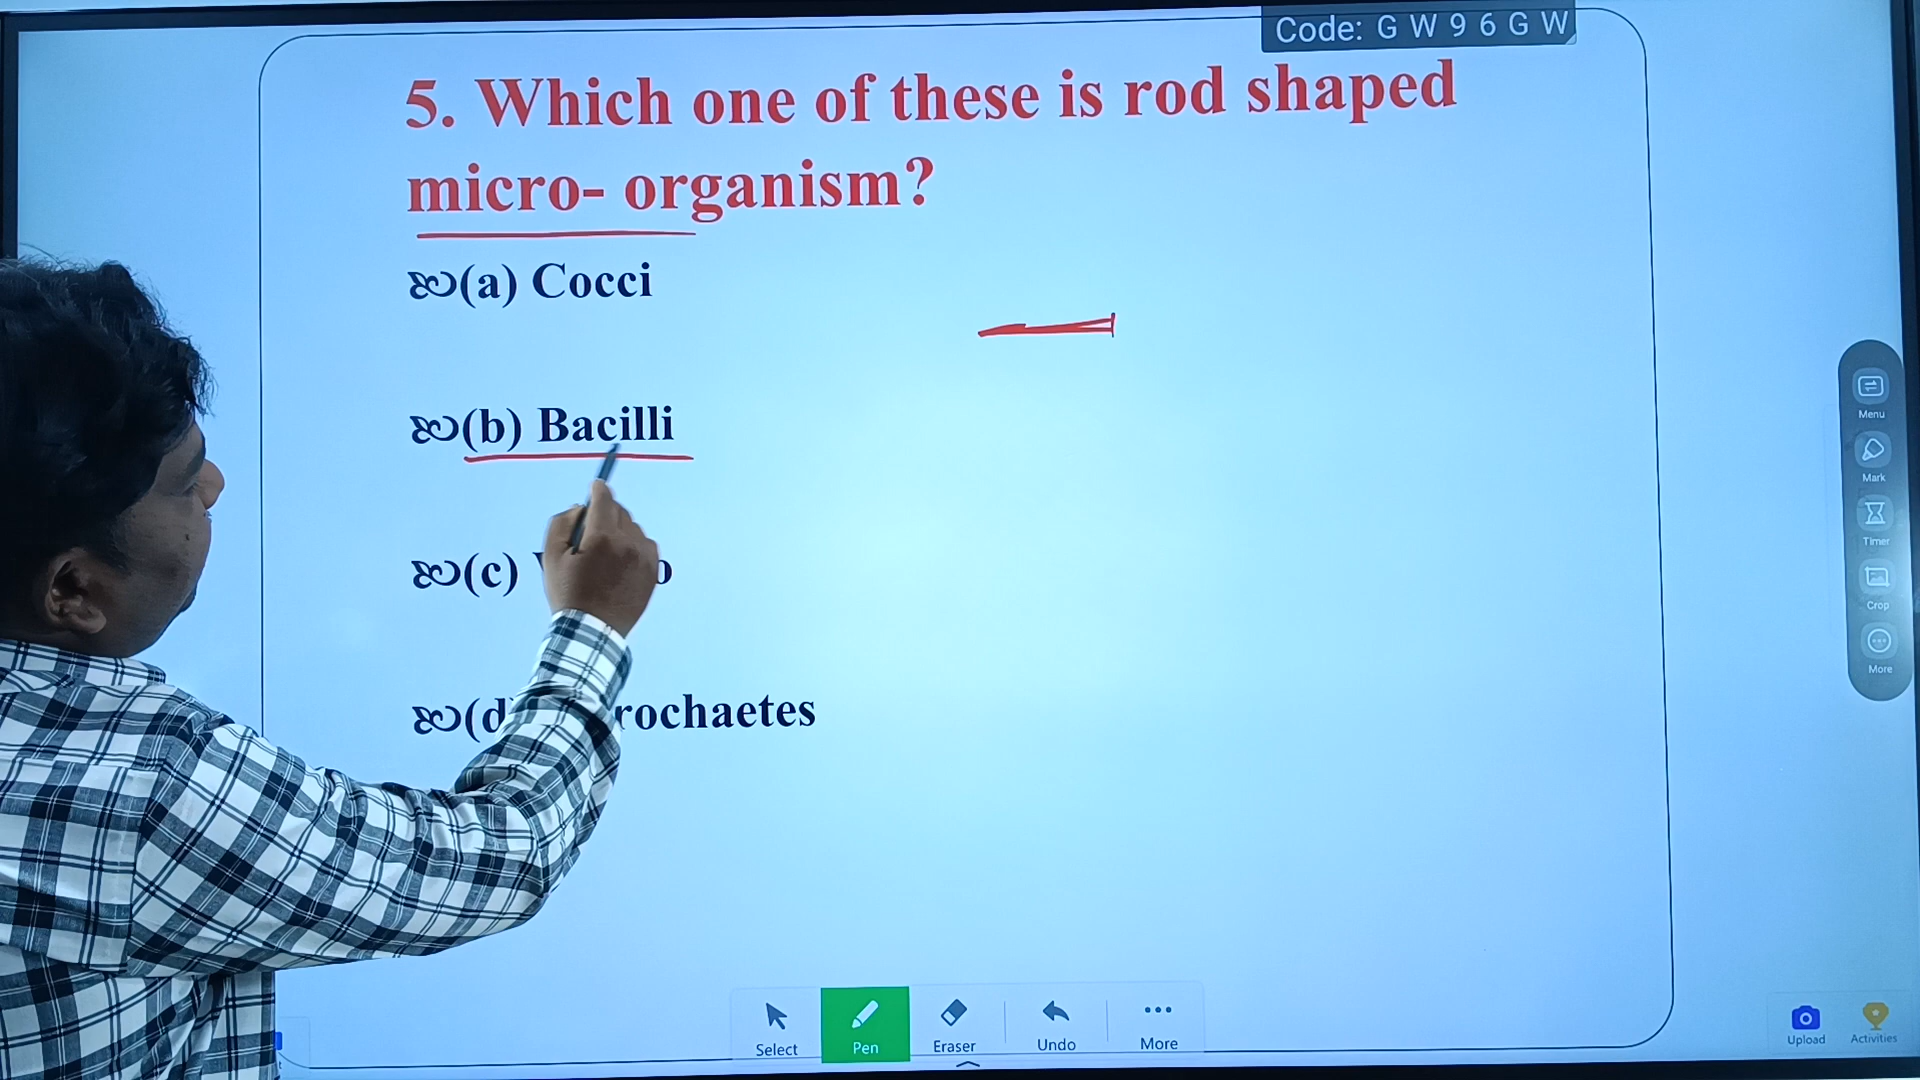 Code: G W 9 6 G W
5. Which one of these is rod shaped
micro- organism?
(a) Cocci
(b) Bacilli
(c)
(d) rochaetes
Menu
Mark
Timer
Crop
More
Select
Pen
Eraser
Undo
More
Upload
Activities